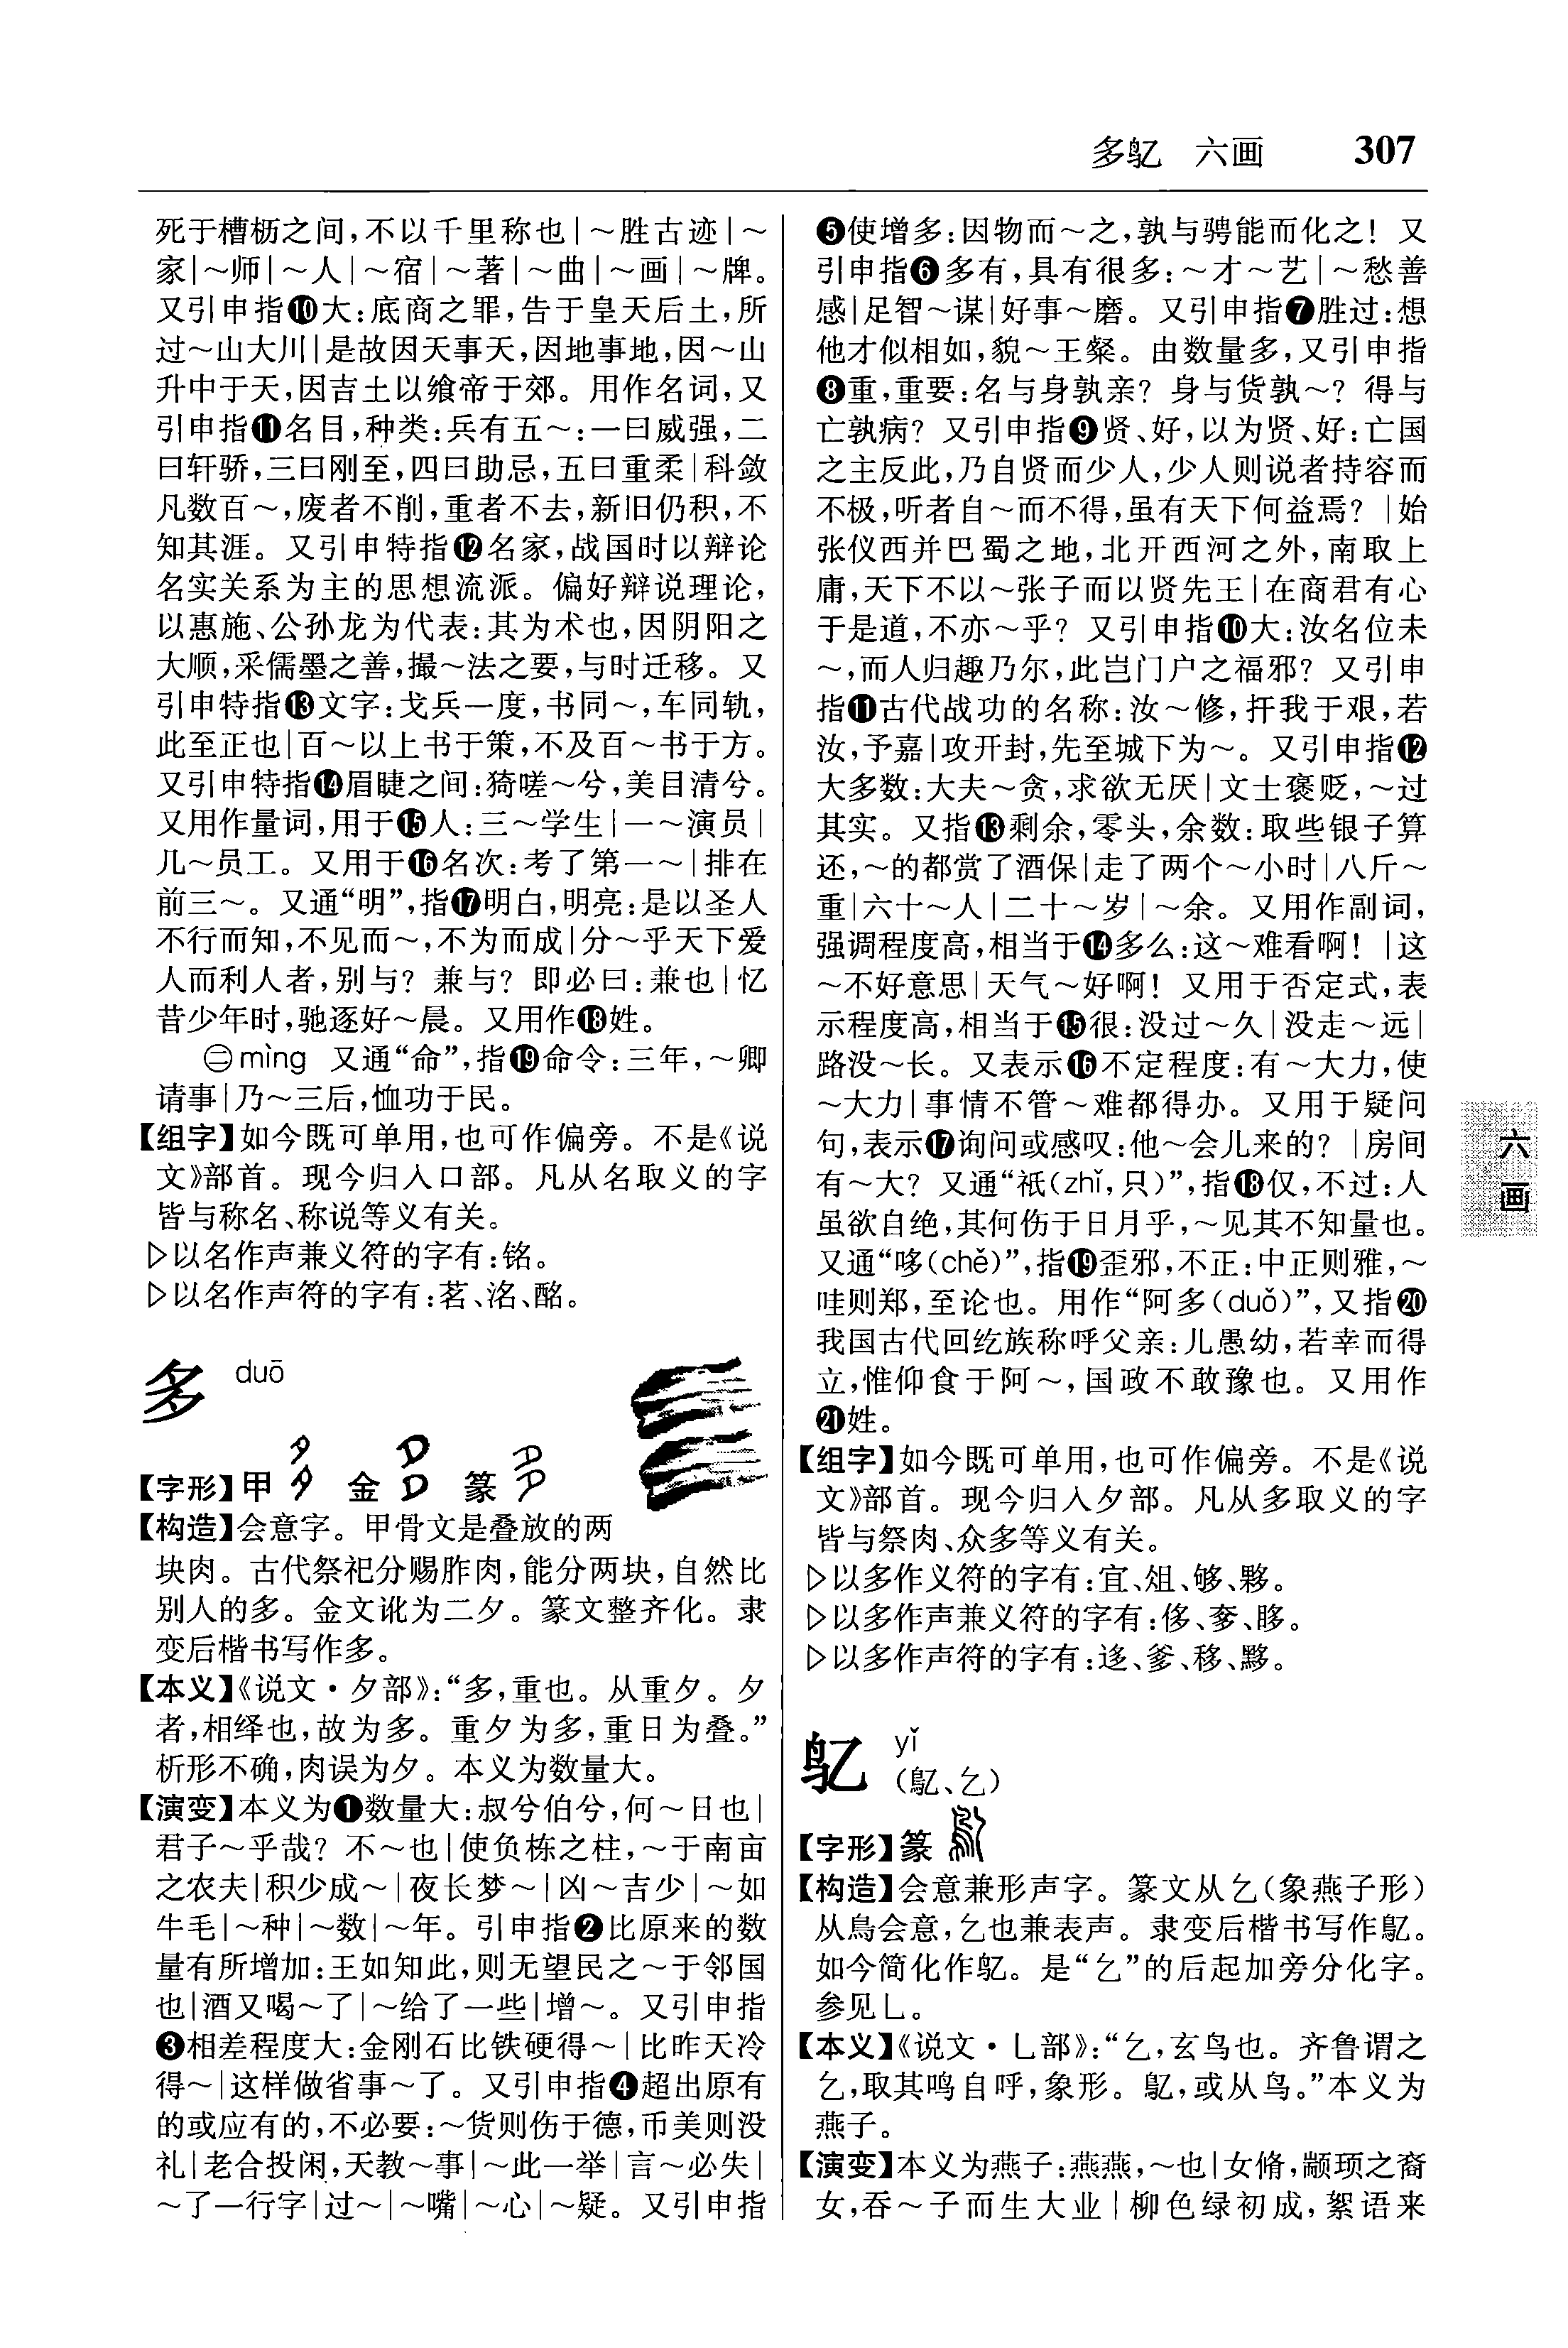 多鳦 六画 307
死于槽枥之间,不以千里称也|～胜古迹|～
家|～师|～人|～宿|～著|～曲|～画|～牌。
又引申指❿大:底商之罪,告于皇天后土,所
过～山大川|是故因天事天,因地事地,因～山
升中于天,因吉土以飨帝于郊。用作名词,又
引申指⓫名目,种类:兵有五～:一曰威强,二
曰轩骄,三曰刚至,四曰助忌,五曰重柔|科敛
凡数百～,废者不削,重者不去,新旧仍积,不
知其涯。又引申特指⓬名家,战国时以辩论
名实关系为主的思想流派。偏好辩说理论,
以惠施、公孙龙为代表:其为术也,因阴阳之
大顺,采儒墨之善,撮～法之要,与时迁移。又
引申特指⓭文字:戈兵一度,书同～,车同轨,
此至正也|百～以上书于策,不及百～书于方。
又引申特指⓮眉睫之间:猗嗟～兮,美目清兮。
又用作量词,用于⓯人:三～学生|一～演员|
几～员工。又用于⓰名次:考了第一～|排在
前三～。又通“明”,指⓱明白,明亮:是以圣人
不行而知,不见而～,不为而成|分～乎天下爱
人而利人者,别与?兼与?即必曰:兼也|忆
昔少年时,驰逐好～晨。又用作⓲姓。
㊁mìng 又通“命”,指⓳命令:三年,～卿
请事|乃～三后,恤功于民。
【组字】如今既可单用,也可作偏旁。不是《说
文》部首。现今归入口部。凡从名取义的字
皆与称名、称说等义有关。
▷以名作声兼义符的字有:铭。
▷以名作声符的字有:茗、洺、酩。
多 duō
【字形】甲 金 篆
【构造】会意字。甲骨文是叠放的两
块肉。古代祭祀分赐胙肉,能分两块,自然比
别人的多。金文讹为二夕。篆文整齐化。隶
变后楷书写作多。
【本义】《说文·夕部》:“多,重也。从重夕。夕
者,相绎也,故为多。重夕为多,重日为叠。”
析形不确,肉误为夕。本义为数量大。
【演变】本义为❶数量大:叔兮伯兮,何～日也|
君子～乎哉?不～也|使负栋之柱,～于南亩
之农夫|积少成～|夜长梦～|凶～吉少|～如
牛毛|～种|～数|～年。引申指❷比原来的数
量有所增加:王如知此,则无望民之～于邻国
也|酒又喝～了|～给了一些|增～。又引申指
❸相差程度大:金刚石比铁硬得～|比昨天冷
得～|这样做省事～了。又引申指❹超出原有
的或应有的,不必要:～货则伤于德,币美则没
礼|老合投闲,天教～事|～此一举|言～必失|
～了一行字|过～|～嘴|～心|～疑。又引申指
❺使增多:因物而～之,孰与骋能而化之!又
引申指❻多有,具有很多:～才～艺|～愁善
感|足智～谋|好事～磨。又引申指❼胜过:想
他才似相如,貌～王粲。由数量多,又引申指
❽重,重要:名与身孰亲?身与货孰～?得与
亡孰病?又引申指❾贤、好,以为贤、好:亡国
之主反此,乃自贤而少人,少人则说者持容而
不极,听者自～而不得,虽有天下何益焉?|始
张仪西并巴蜀之地,北开西河之外,南取上
庸,天下不以～张子而以贤先王|在商君有心
于是道,不亦～乎?又引申指❿大:汝名位未
～,而人归趣乃尔,此岂门户之福邪?又引申
指⓫古代战功的名称:汝～修,扞我于艰,若
汝,予嘉|攻开封,先至城下为～。又引申指⓬
大多数:大夫～贪,求欲无厌|文士褒贬,～过
其实。又指⓭剩余,零头,余数:取些银子算
还,～的都赏了酒保|走了两个～小时|八斤～
重|六十～人|二十～岁|～余。又用作副词,
强调程度高,相当于⓮多么:这～难看啊!|这
～不好意思|天气～好啊!又用于否定式,表
示程度高,相当于⓯很:没过～久|没走～远|
路没～长。又表示⓰不定程度:有～大力,使
～大力|事情不管～难都得办。又用于疑问
句,表示⓱询问或感叹:他～会儿来的?|房间
有～大?又通“祇(zhǐ,只)”,指⓲仅,不过:人
虽欲自绝,其何伤于日月乎,～见其不知量也。
又通“哆(chě)”,指⓳歪邪,不正:中正则雅,～
哇则郑,至论也。用作“阿多(duǒ)”,又指⓴
我国古代回纥族称呼父亲:儿愚幼,若幸而得
立,惟仰食于阿～,国政不敢豫也。又用作
㉑姓。
【组字】如今既可单用,也可作偏旁。不是《说
文》部首。现今归入夕部。凡从多取义的字
皆与祭肉、众多等义有关。
▷以多作义符的字有:宜、俎、够、夥。
▷以多作声兼义符的字有:侈、奓、眵。
▷以多作声符的字有:迻、爹、移、黟。
鳦 yǐ
(鳦、乞)
【字形】篆
【构造】会意兼形声字。篆文从乞(象燕子形)
从鳥会意,乞也兼表声。隶变后楷书写作鳦。
如今简化作鳦。是“乞”的后起加旁分化字。
参见乚。
【本义】《说文·乚部》:“乞,玄鸟也。齐鲁谓之
乞,取其鸣自呼,象形。鳦,或从鸟。”本义为
燕子。
【演变】本义为燕子:燕燕,～也|女脩,颛顼之裔
女,吞～子而生大业|柳色绿初成,絮语来
六
画